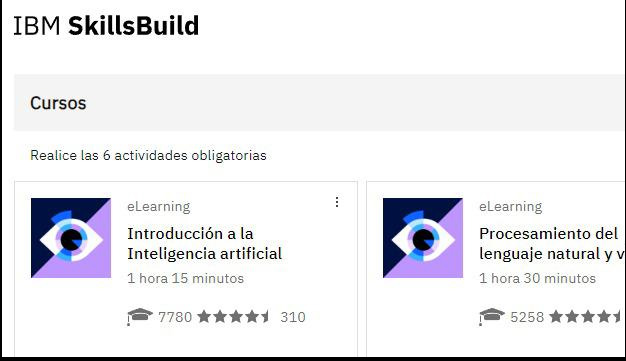 IBM SkillsBuild
Cursos
Realice las 6 actividades obligatorias
eLearning
Introducción a la
Inteligencia artificial
1 hora 15 minutos
7780
310
eLearning
Procesamiento del
lenguaje natural y v
1 hora 30 minutos
5258